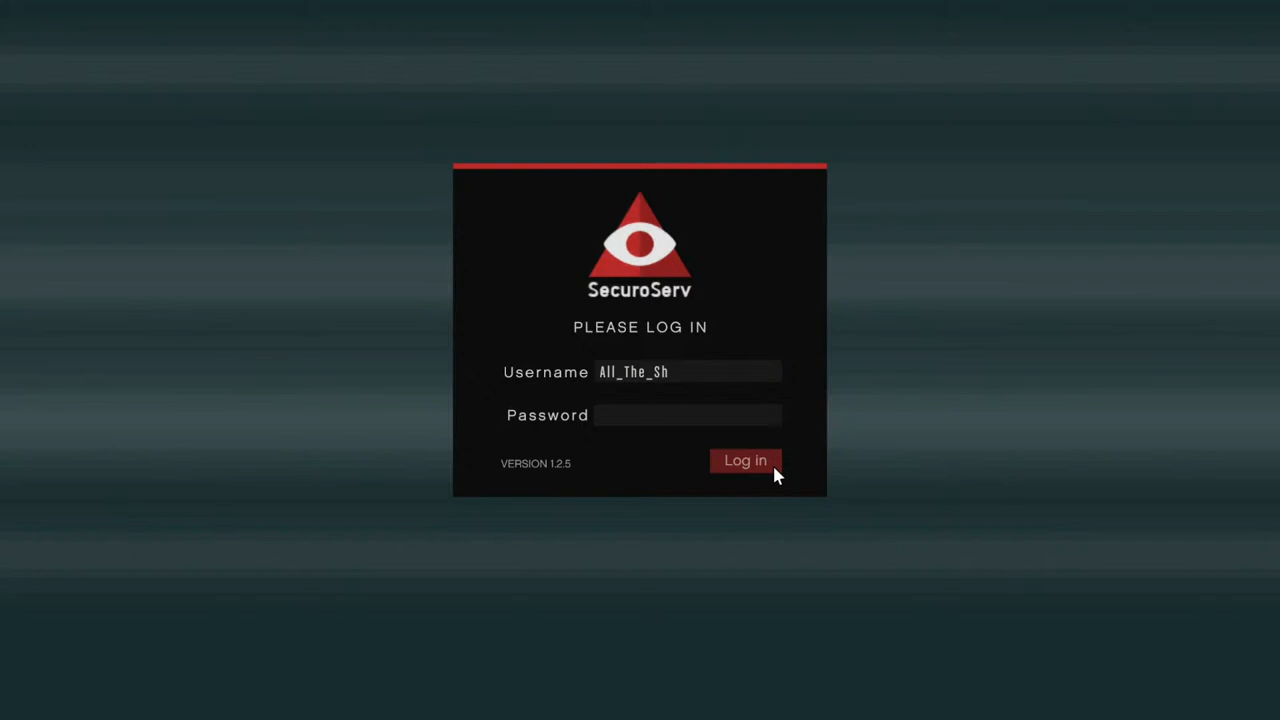 SecuroServ
PLEASE LOG IN
Username All_The_Sh
Password
VERSION 1.2.5 Log in